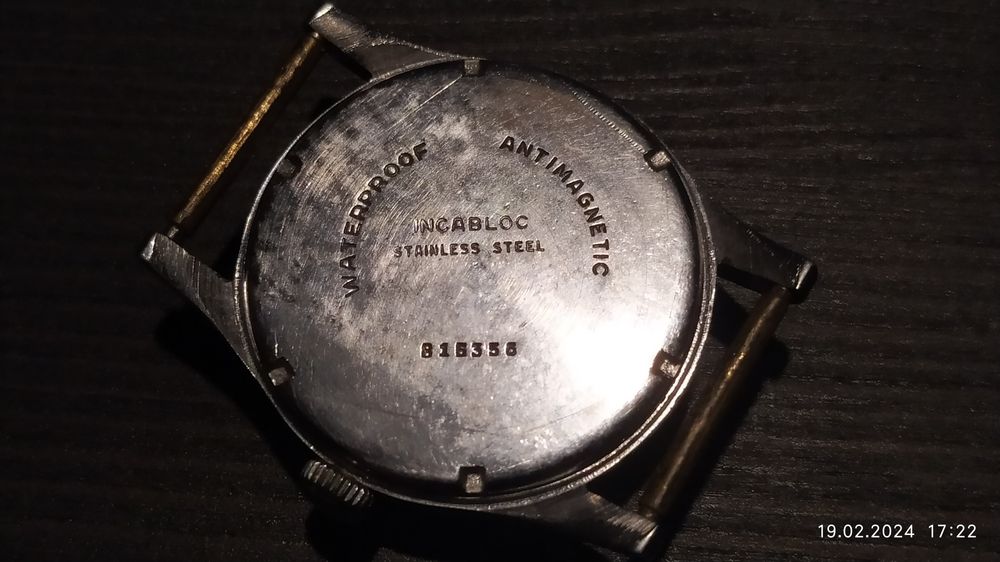 WATERPROOF ANTIMAGNETIC
INCABLOC
STAINLESS STEEL
816356
19.02.2024 17:22